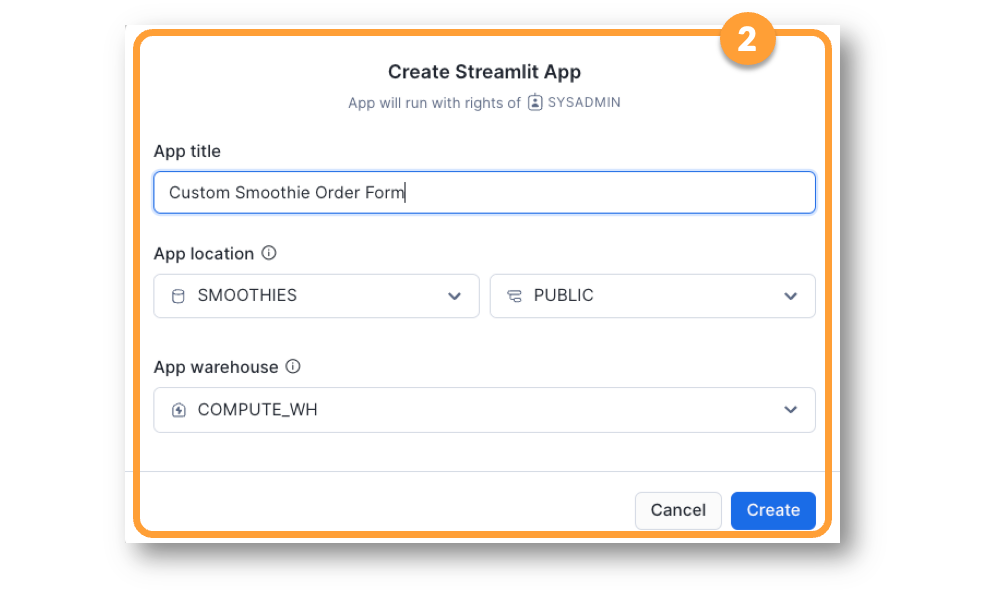 2
Create Streamlit App
App will run with rights of SYSADMIN
App title
Custom Smoothie Order Form
App location
SMOOTHIES PUBLIC
App warehouse
COMPUTE_WH
Cancel Create